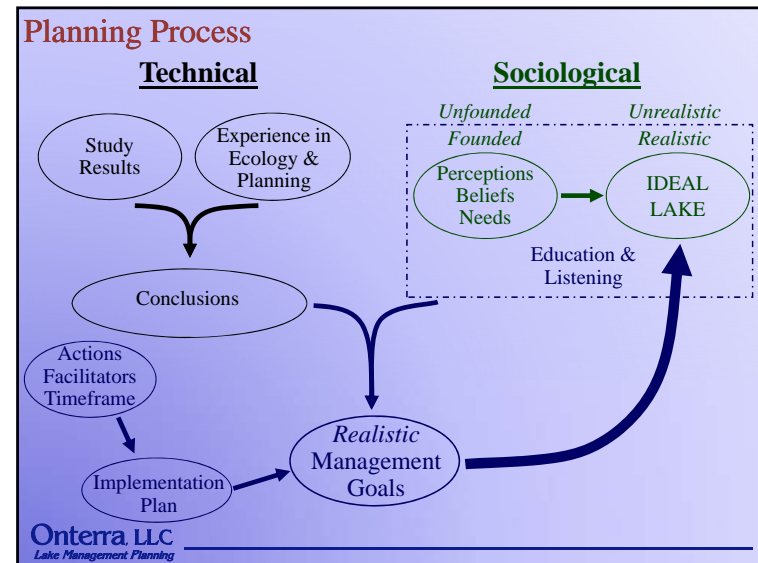 Planning Process
Technical
Sociological
Unfounded
Unrealistic
Founded
Realistic
Study
Results
Experience in
Ecology &
Planning
Perceptions
Beliefs
Needs
IDEAL
LAKE
Education &
Listening
Conclusions
Actions
Facilitators
Timeframe
Realistic
Management
Goals
Implementation
Plan
Onterra, LLC
Lake Management Planning